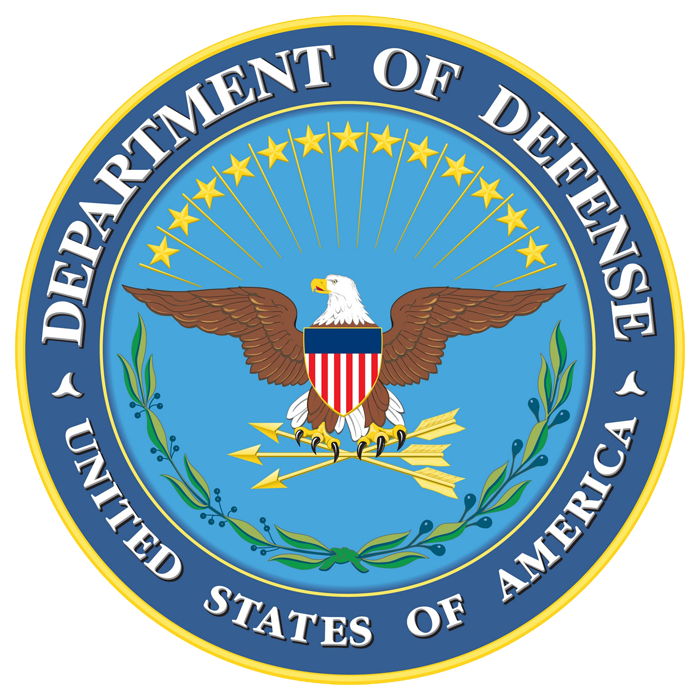 DEPARTMENT OF DEFENSE
UNITED STATES OF AMERICA